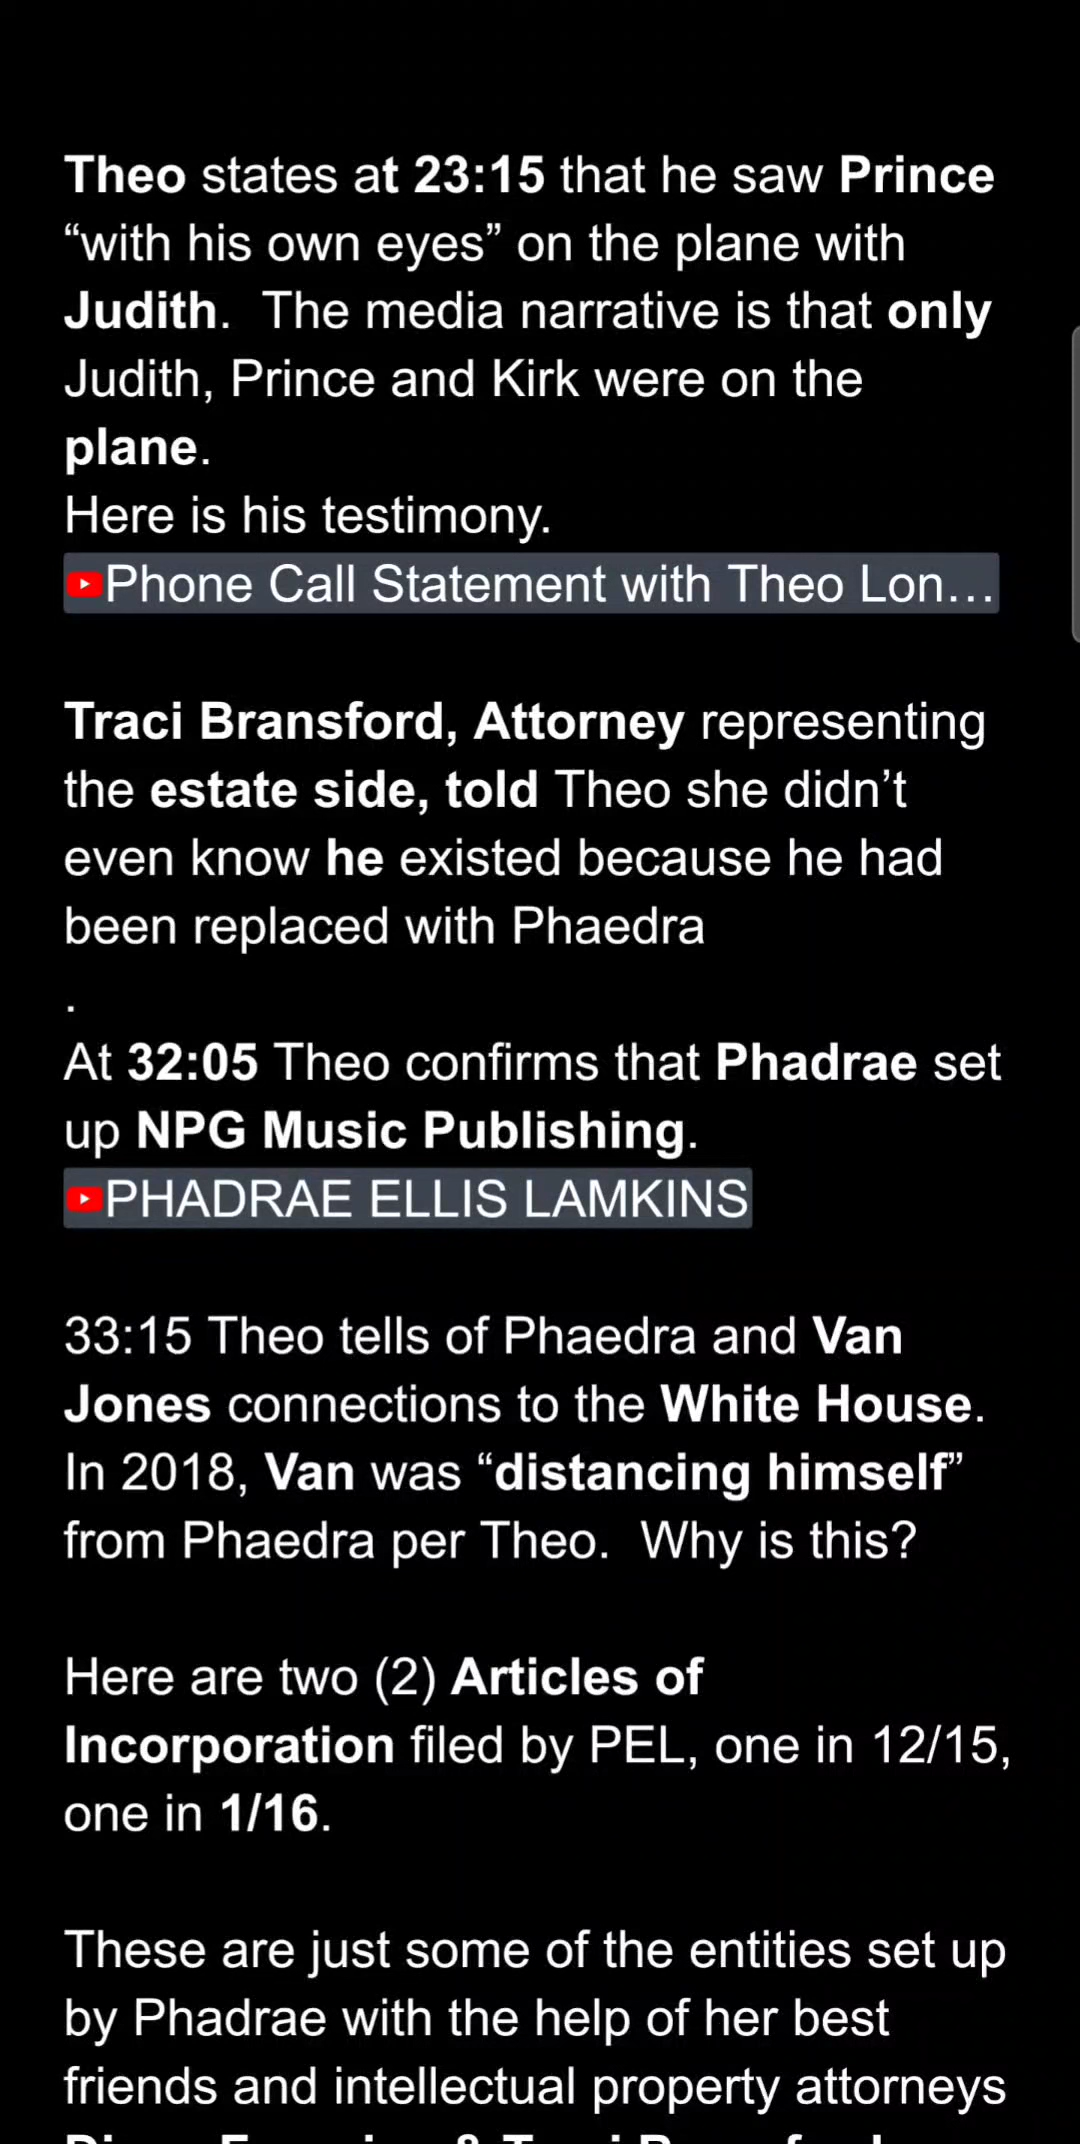 Theo states at 23:15 that he saw Prince
“with his own eyes” on the plane with
Judith.  The media narrative is that only
Judith, Prince and Kirk were on the
plane.
Here is his testimony.
Phone Call Statement with Theo Lon...
Traci Bransford, Attorney representing
the estate side, told Theo she didn’t
even know he existed because he had
been replaced with Phaedra
.
At 32:05 Theo confirms that Phadrae set
up NPG Music Publishing.
PHADRAE ELLIS LAMKINS
33:15 Theo tells of Phaedra and Van
Jones connections to the White House.
In 2018, Van was “distancing himself”
from Phaedra per Theo.  Why is this?
Here are two (2) Articles of
Incorporation filed by PEL, one in 12/15,
one in 1/16.
These are just some of the entities set up
by Phadrae with the help of her best
friends and intellectual property attorneys